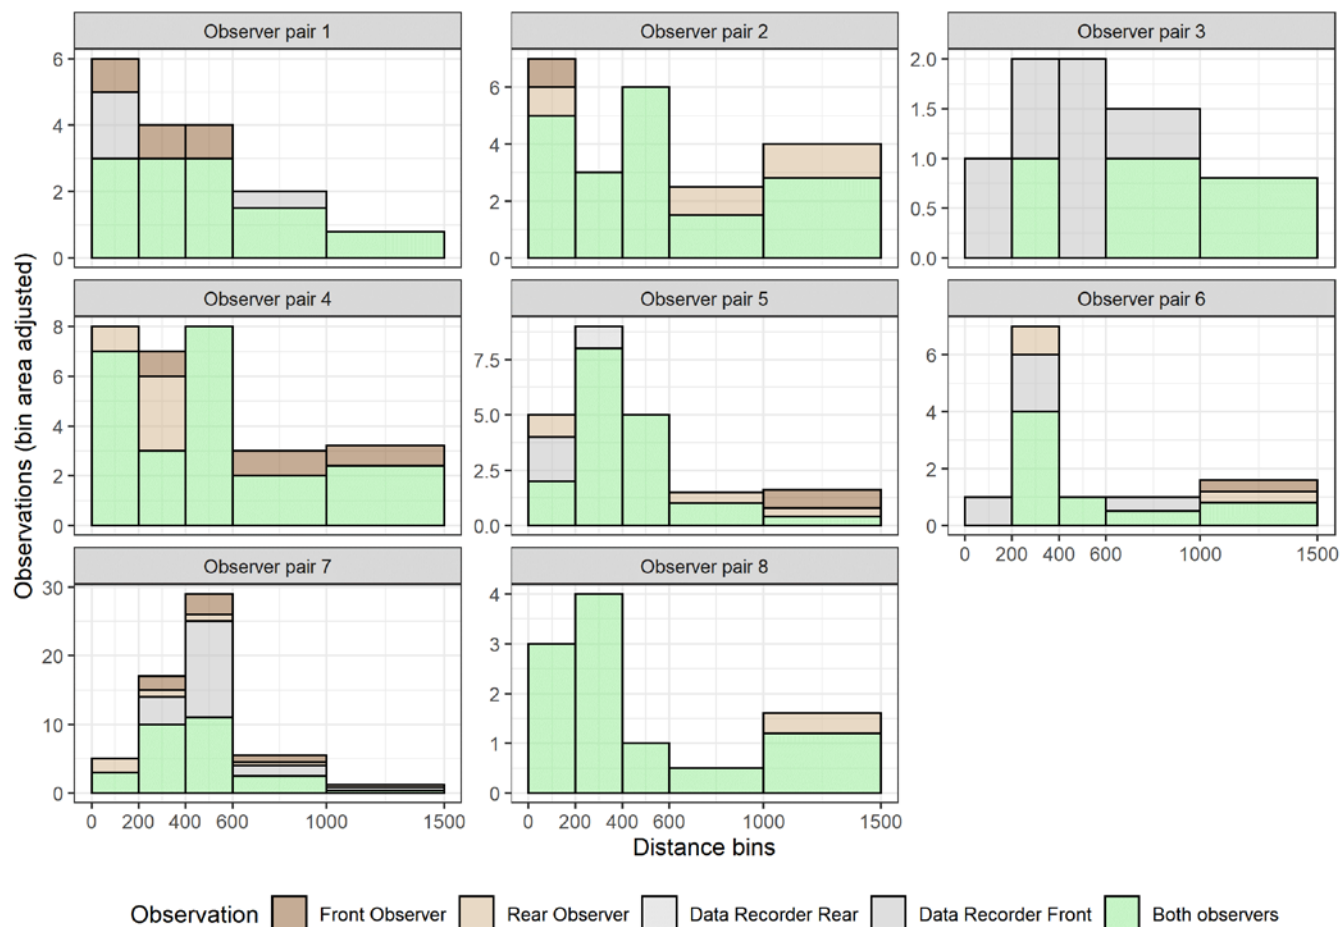 Observer pair 1
Observer pair 2
Observer pair 3
6
4
2
0
6
4
2
0
2.0
1.5
1.0
0.5
0.0
Observer pair 4
Observer pair 5
Observer pair 6
8
6
4
2
0
7.5
5.0
2.5
0.0
6
4
2
0
0 200 400 600 1000 1500
Observer pair 7
Observer pair 8
30
20
10
0
4
3
2
1
0
0 200 400 600 1000 1500
0 200 400 600 1000 1500
Observations (bin area adjusted)
Distance bins
Observation Front Observer Rear Observer Data Recorder Rear Data Recorder Front Both observers